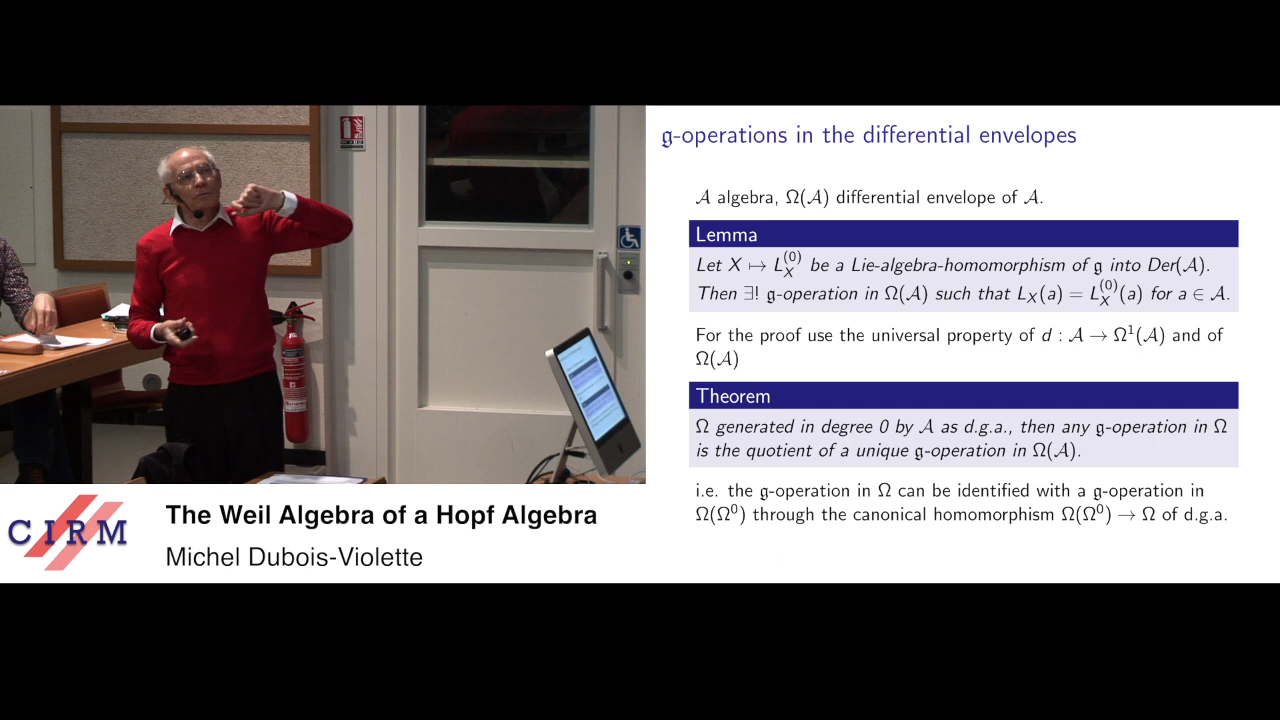 𝔤-operations in the differential envelopes
𝒜 algebra, Ω(𝒜) differential envelope of 𝒜.
Lemma
Let X ↦ L_X^{(0)} be a Lie-algebra-homomorphism of 𝔤 into Der(𝒜).
Then ∃! 𝔤-operation in Ω(𝒜) such that L_X(a) = L_X^{(0)}(a) for a ∈ 𝒜.
For the proof use the universal property of d : 𝒜 → Ω¹(𝒜) and of
Ω(𝒜)
Theorem
Ω generated in degree 0 by 𝒜 as d.g.a., then any 𝔤-operation in Ω
is the quotient of a unique 𝔤-operation in Ω(𝒜).
i.e. the 𝔤-operation in Ω can be identified with a 𝔤-operation in
Ω(Ω⁰) through the canonical homomorphism Ω(Ω⁰) → Ω of d.g.a.
CIRM
The Weil Algebra of a Hopf Algebra
Michel Dubois-Violette